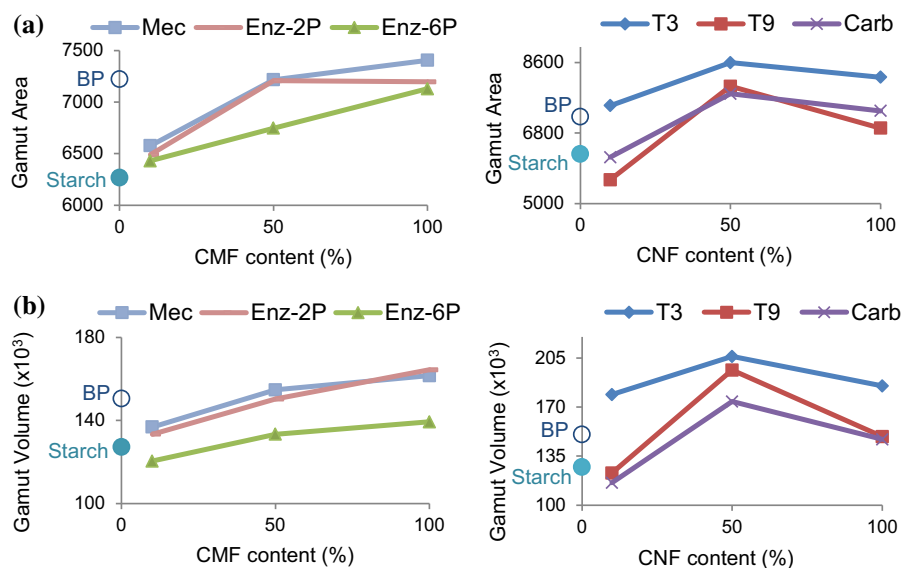 (a)
Mec Enz-2P Enz-6P
7500
7000
6500
6000
BP
Starch
Gamut Area
0 50 100
CMF content (%)
T3 T9 Carb
8600
6800
5000
BP
Starch
Gamut Area
0 50 100
CNF content (%)
(b)
Mec Enz-2P Enz-6P
180
140
100
BP
Starch
Gamut Volume (x10³)
0 50 100
CMF content (%)
T3 T9 Carb
205
170
135
100
BP
Starch
Gamut Volume (x10³)
0 50 100
CNF content (%)